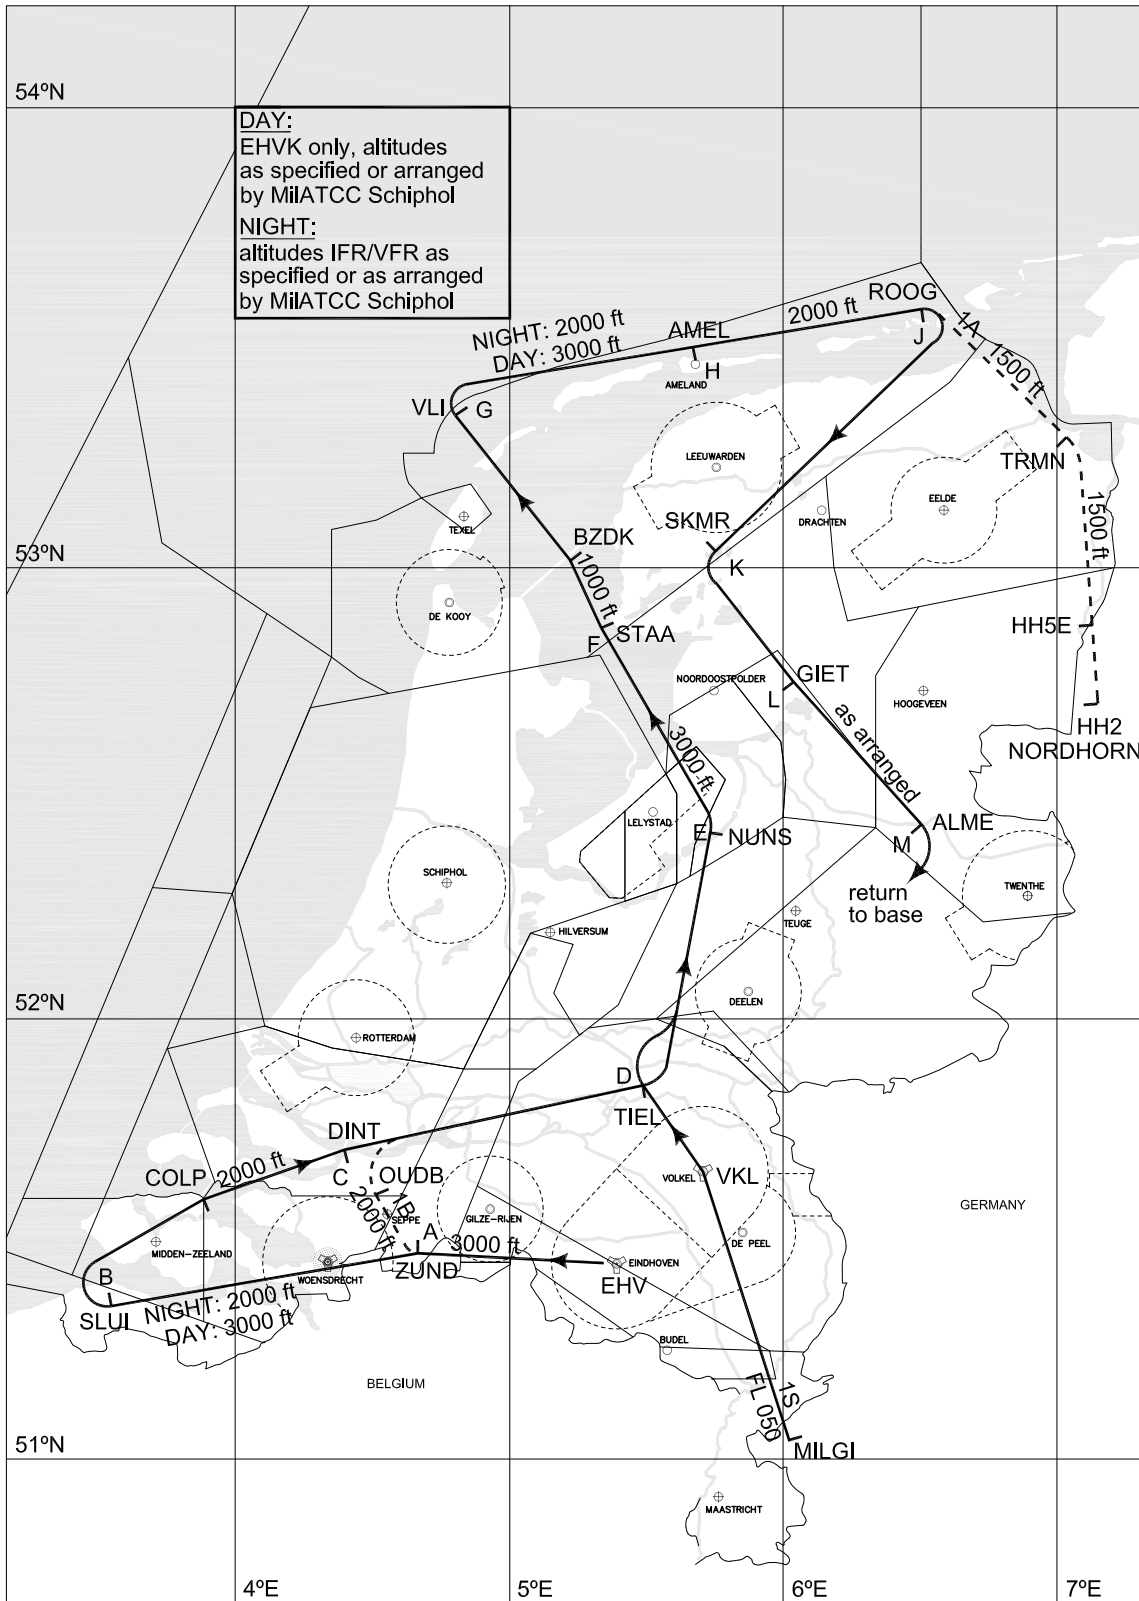 54ºN
DAY:
EHVK only, altitudes
as specified or arranged
by MilATCC Schiphol
NIGHT:
altitudes IFR/VFR as
specified or as arranged
by MilATCC Schiphol
ROOG
2000 ft
1A
1500 ft
J
NIGHT: 2000 ft
DAY: 3000 ft
AMEL
H
AMELAND
VLI
G
LEEUWARDEN
TRMN
1500 ft
EELDE
DRACHTEN
TEXEL
SKMR
BZDK
53ºN
K
1000 ft
DE KOOY
STAA
F
HH5E
NOORDOOSTPOLDER
GIET
L
HOOGEVEEN
as arranged
HH2
NORDHORN
3000 ft
LELYSTAD
E
NUNS
ALME
M
SCHIPHOL
TWENTHE
return
to base
TEUGE
HILVERSUM
DEELEN
52ºN
ROTTERDAM
D
TIEL
DINT
C
COLP
2000 ft
OUDB
1B
2000 ft
VOLKEL
VKL
SEPPE
GILZE-RIJEN
GERMANY
DE PEEL
MIDDEN-ZEELAND
A
3000 ft
ZUND
WOENSDRECHT
EINDHOVEN
EHV
B
SLUI
NIGHT: 2000 ft
DAY: 3000 ft
BUDEL
BELGIUM
1S
FL 050
51ºN
MILGI
MAASTRICHT
4ºE
5ºE
6ºE
7ºE